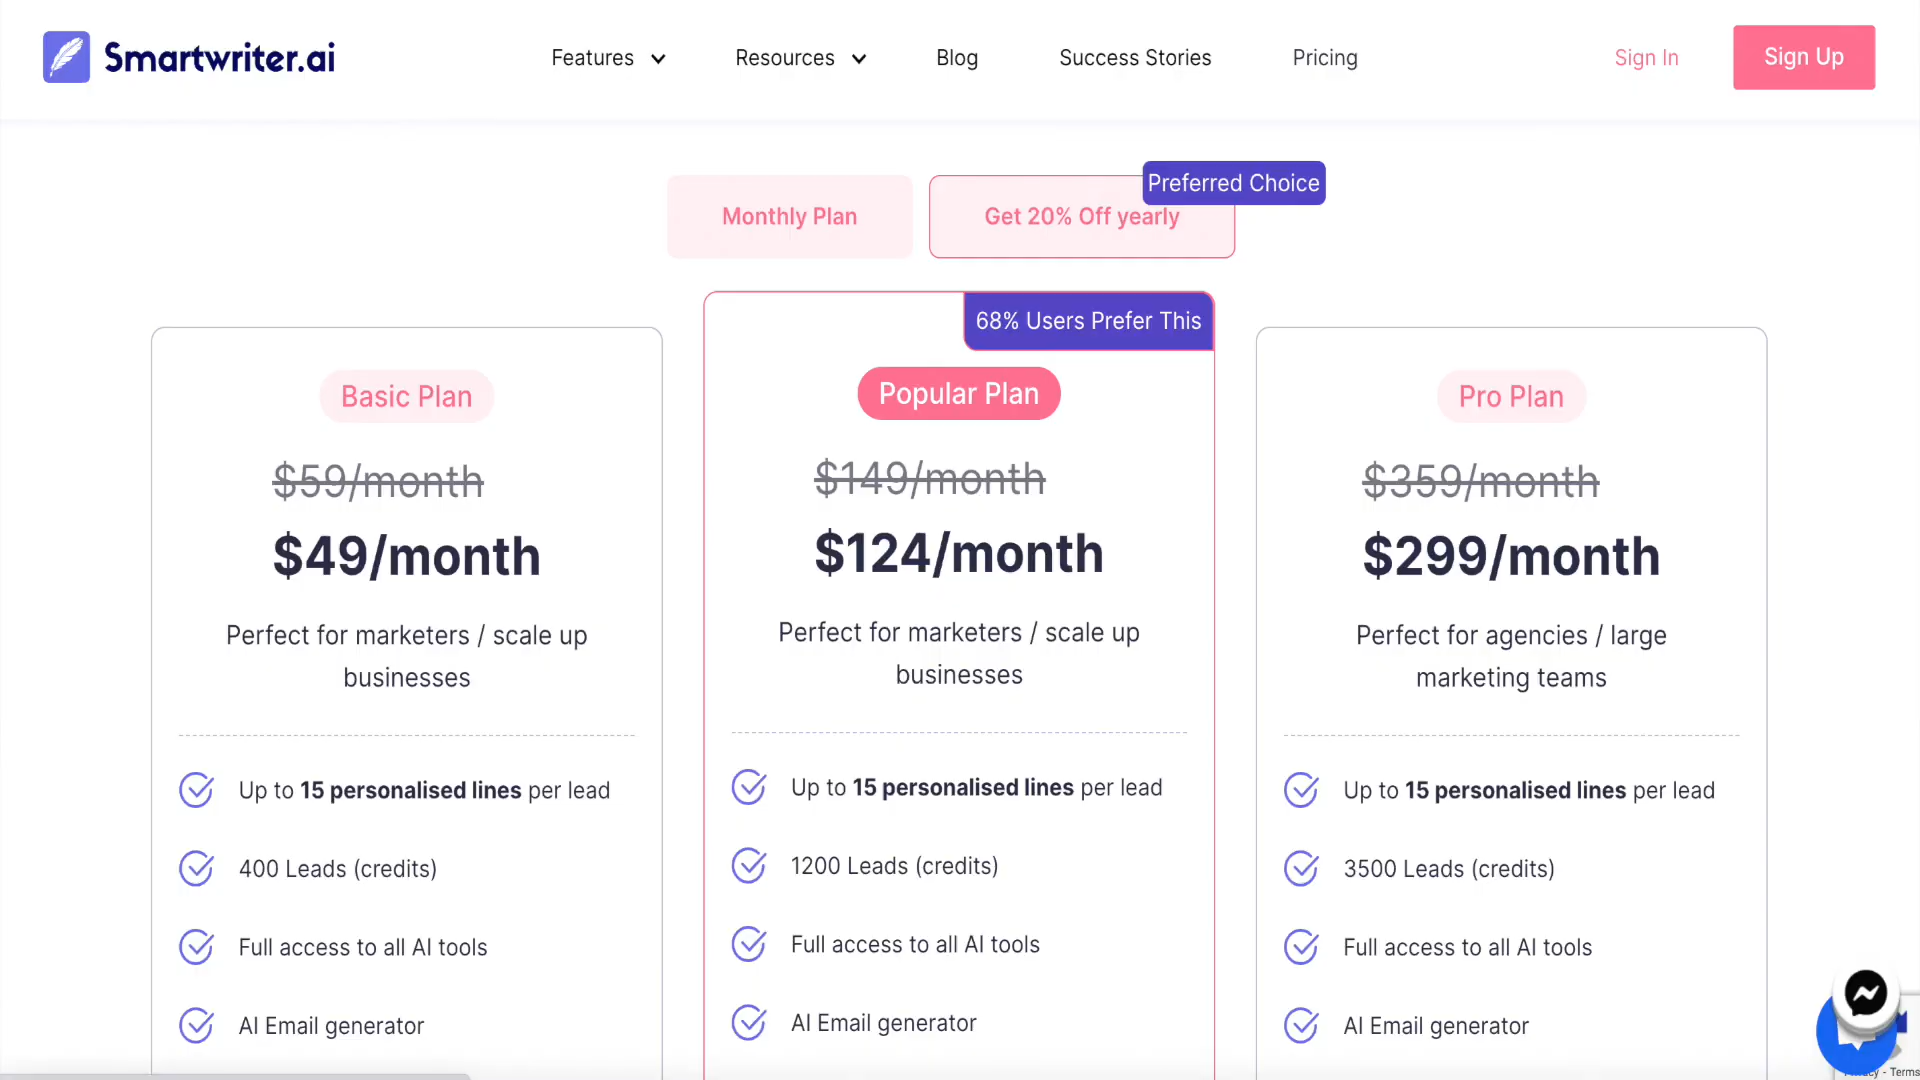 Smartwriter.ai
Features
Resources
Blog
Success Stories
Pricing
Sign In
Sign Up
Monthly Plan
Get 20% Off yearly
Preferred Choice
Basic Plan
$59/month
$49/month
Perfect for marketers / scale up
businesses
Up to 15 personalised lines per lead
400 Leads (credits)
Full access to all AI tools
AI Email generator
68% Users Prefer This
Popular Plan
$149/month
$124/month
Perfect for marketers / scale up
businesses
Up to 15 personalised lines per lead
1200 Leads (credits)
Full access to all AI tools
AI Email generator
Pro Plan
$359/month
$299/month
Perfect for agencies / large
marketing teams
Up to 15 personalised lines per lead
3500 Leads (credits)
Full access to all AI tools
AI Email generator
- Terms